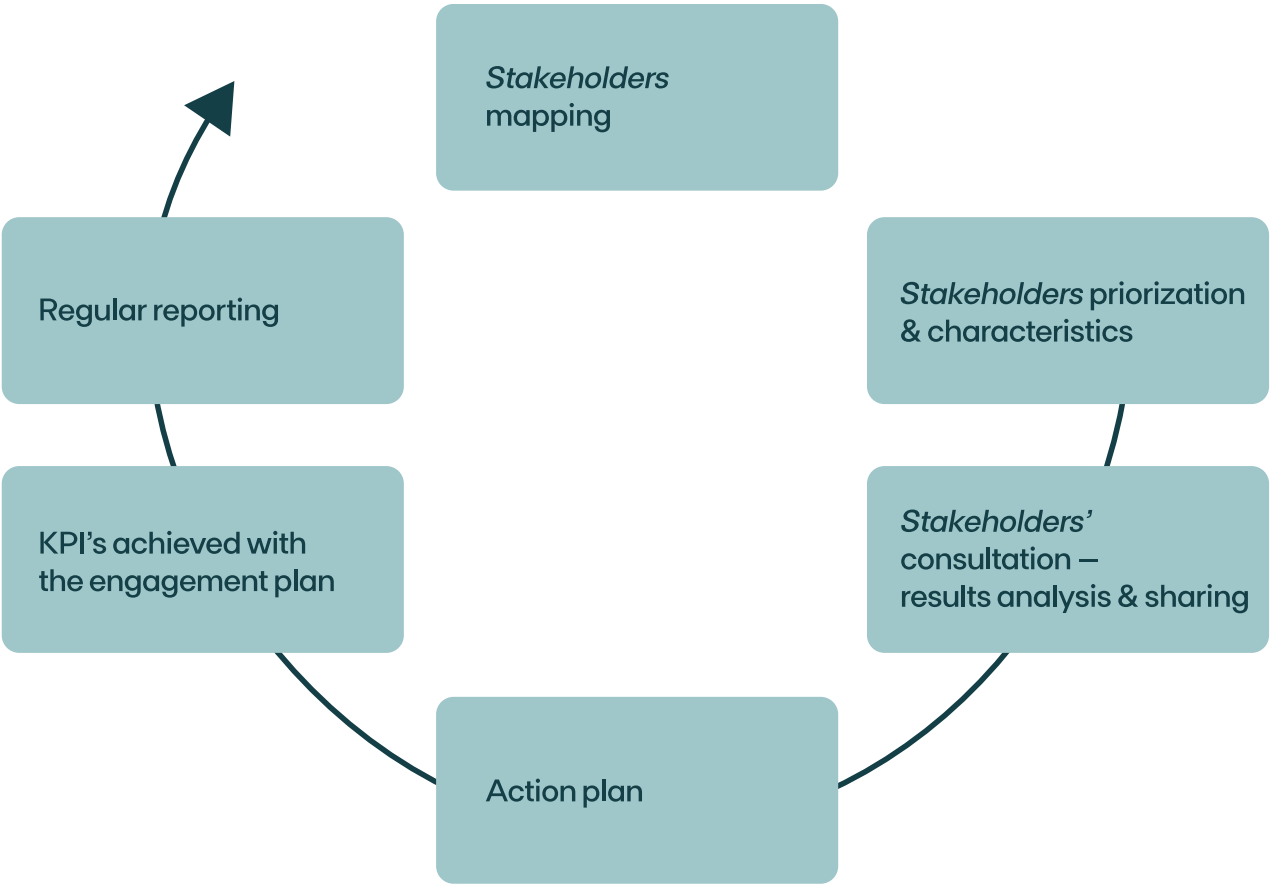 Stakeholders
mapping
Stakeholders priorization
& characteristics
Stakeholders’
consultation –
results analysis & sharing
Action plan
KPI’s achieved with
the engagement plan
Regular reporting